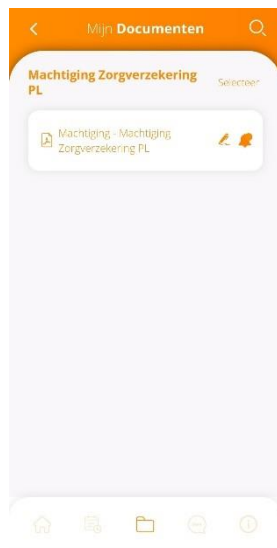 Mijn Documenten
Machtiging Zorgverzekering
PL
Selecteer
Machtiging - Machtiging
Zorgverzekering PL